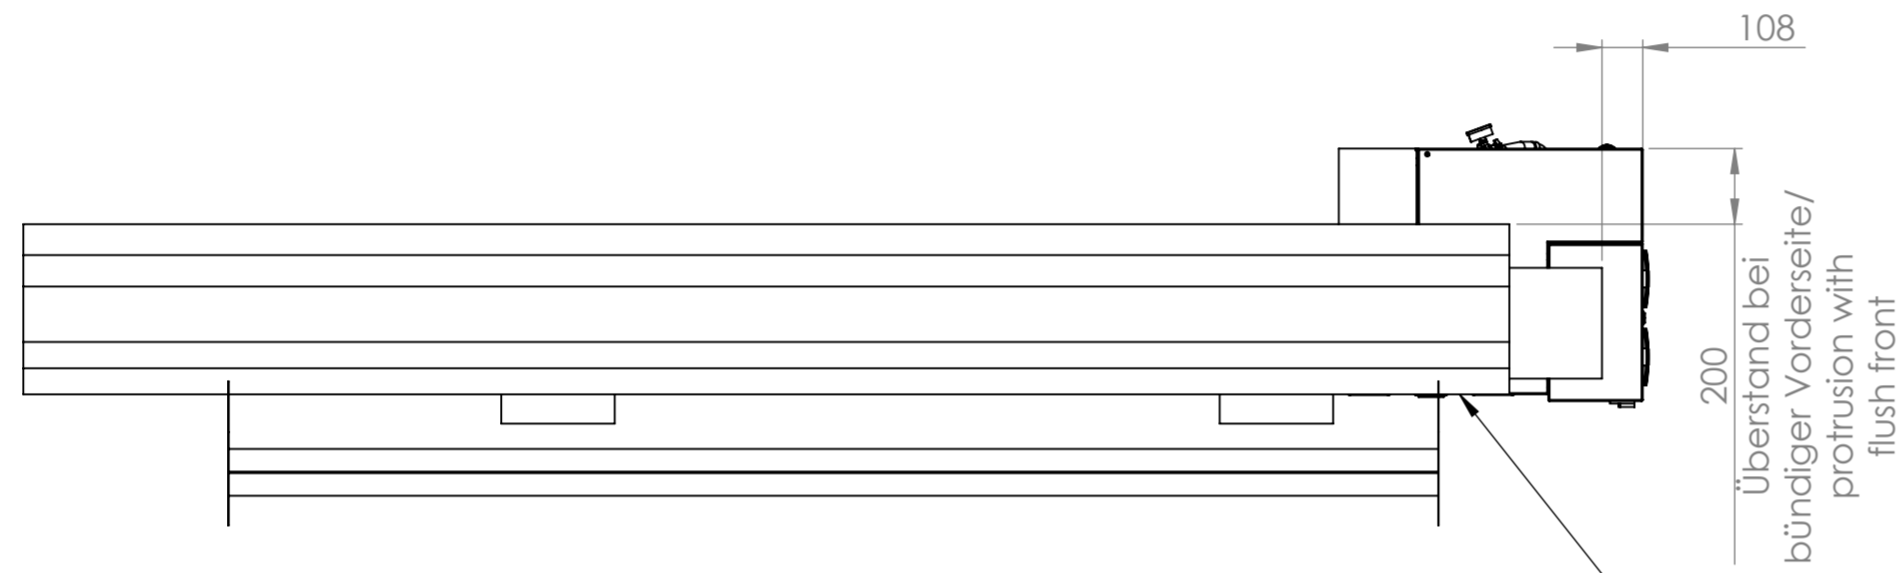 108
200
Überstand bei
bündiger Vorderseite/
protrusion with
flush front